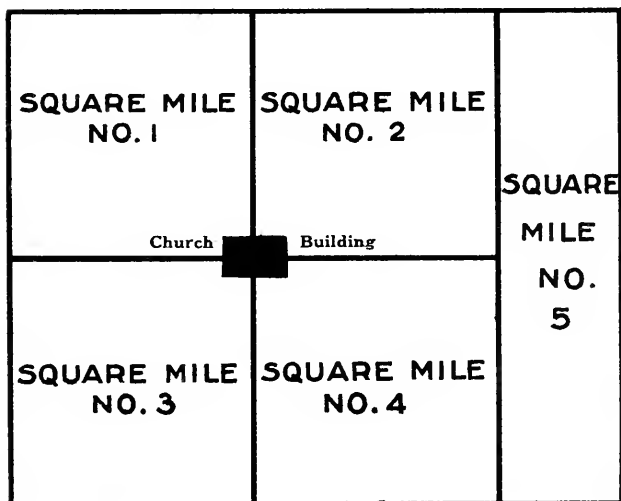 SQUARE MILE
NO. 1
SQUARE MILE
NO. 2
SQUARE
MILE
NO.
5
Church
Building
SQUARE MILE
NO. 3
SQUARE MILE
NO. 4